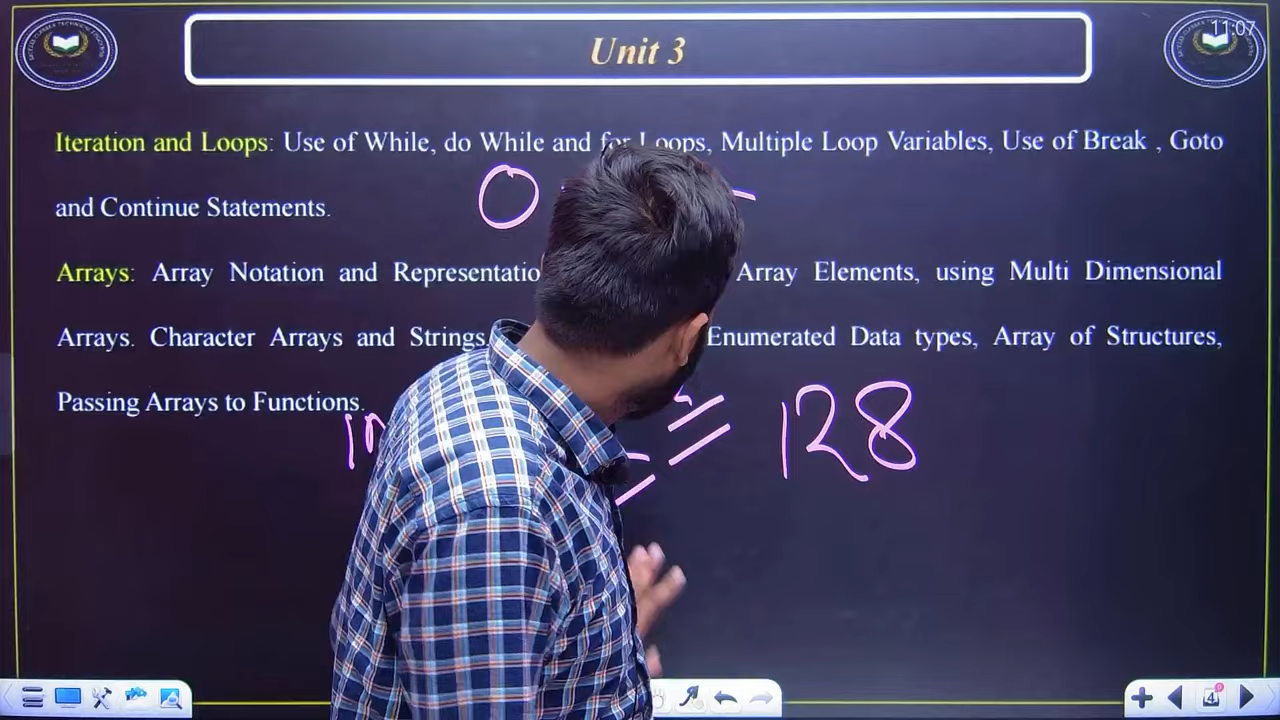 11:07
Unit 3
Iteration and Loops: Use of While, do While and for Loops, Multiple Loop Variables, Use of Break , Goto
and Continue Statements.
O
Arrays: Array Notation and Representatio Array Elements, using Multi Dimensional
Arrays. Character Arrays and Strings Enumerated Data types, Array of Structures,
Passing Arrays to Functions.
128
4